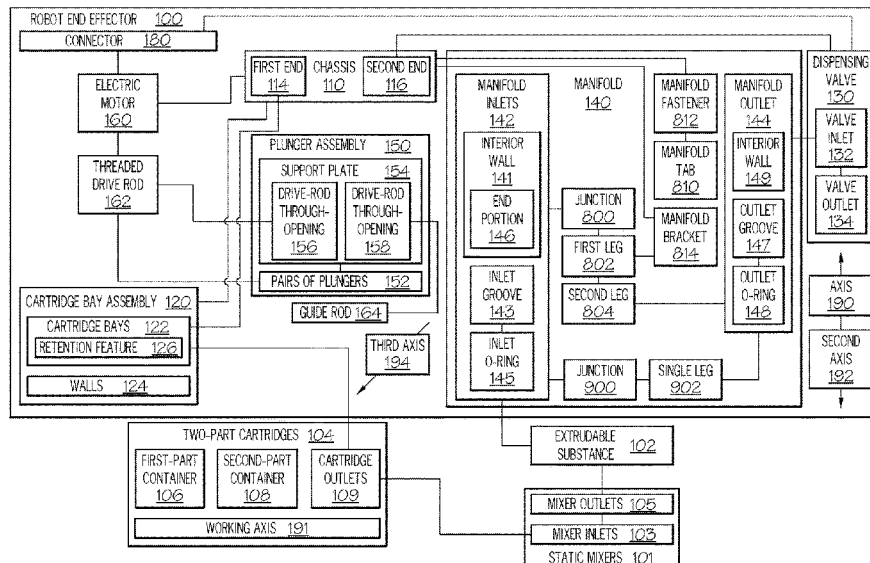 ROBOT END EFFECTOR 100
CONNECTOR 180
ELECTRIC
MOTOR
160
THREADED
DRIVE ROD
162
FIRST END
114
CHASSIS
110
SECOND END
116
PLUNGER ASSEMBLY 150
SUPPORT PLATE 154
DRIVE-ROD
THROUGH-
OPENING
156
DRIVE-ROD
THROUGH-
OPENING
158
PAIRS OF PLUNGERS 152
GUIDE ROD 164
THIRD AXIS
194
CARTRIDGE BAY ASSEMBLY 120
CARTRIDGE BAYS 122
RETENTION FEATURE 126
WALLS 124
MANIFOLD
INLETS
142
INTERIOR
WALL
141
END
PORTION
146
INLET
GROOVE
143
INLET
O-RING
145
MANIFOLD
140
JUNCTION
800
FIRST LEG
802
SECOND LEG
804
JUNCTION
900
SINGLE LEG
902
MANIFOLD
FASTENER
812
MANIFOLD
TAB
810
MANIFOLD
BRACKET
814
MANIFOLD
OUTLET
144
INTERIOR
WALL
149
OUTLET
GROOVE
147
OUTLET
O-RING
148
DISPENSING
VALVE
130
VALVE
INLET
132
VALVE
OUTLET
134
AXIS
190
SECOND
AXIS
192
TWO-PART CARTRIDGES 104
FIRST-PART
CONTAINER
106
SECOND-PART
CONTAINER
108
CARTRIDGE
OUTLETS
109
WORKING AXIS 191
EXTRUDABLE
SUBSTANCE 102
MIXER OUTLETS 105
MIXER INLETS 103
STATIC MIXERS 101